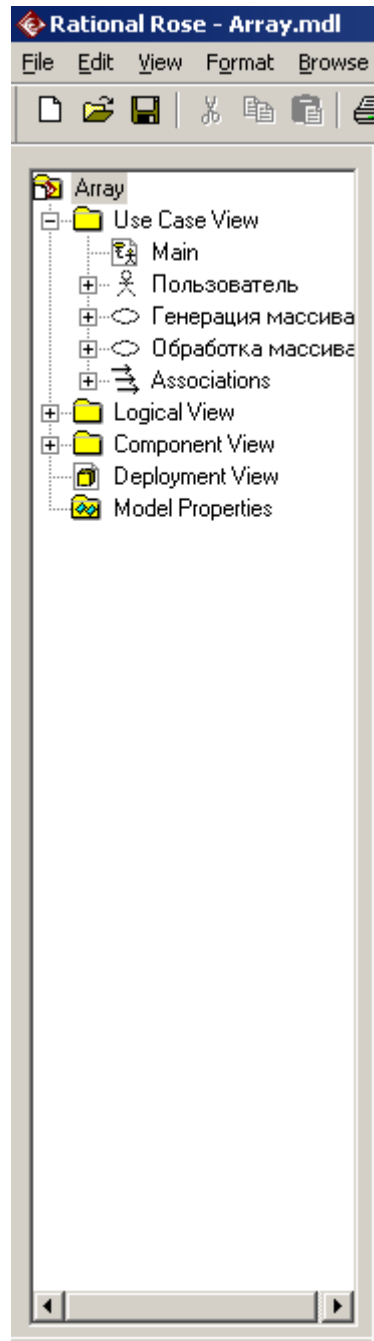 Rational Rose - Array.mdl
File Edit View Format Browse
Array
Use Case View
Main
Пользователь
Генерация массива
Обработка массива
Associations
Logical View
Component View
Deployment View
Model Properties